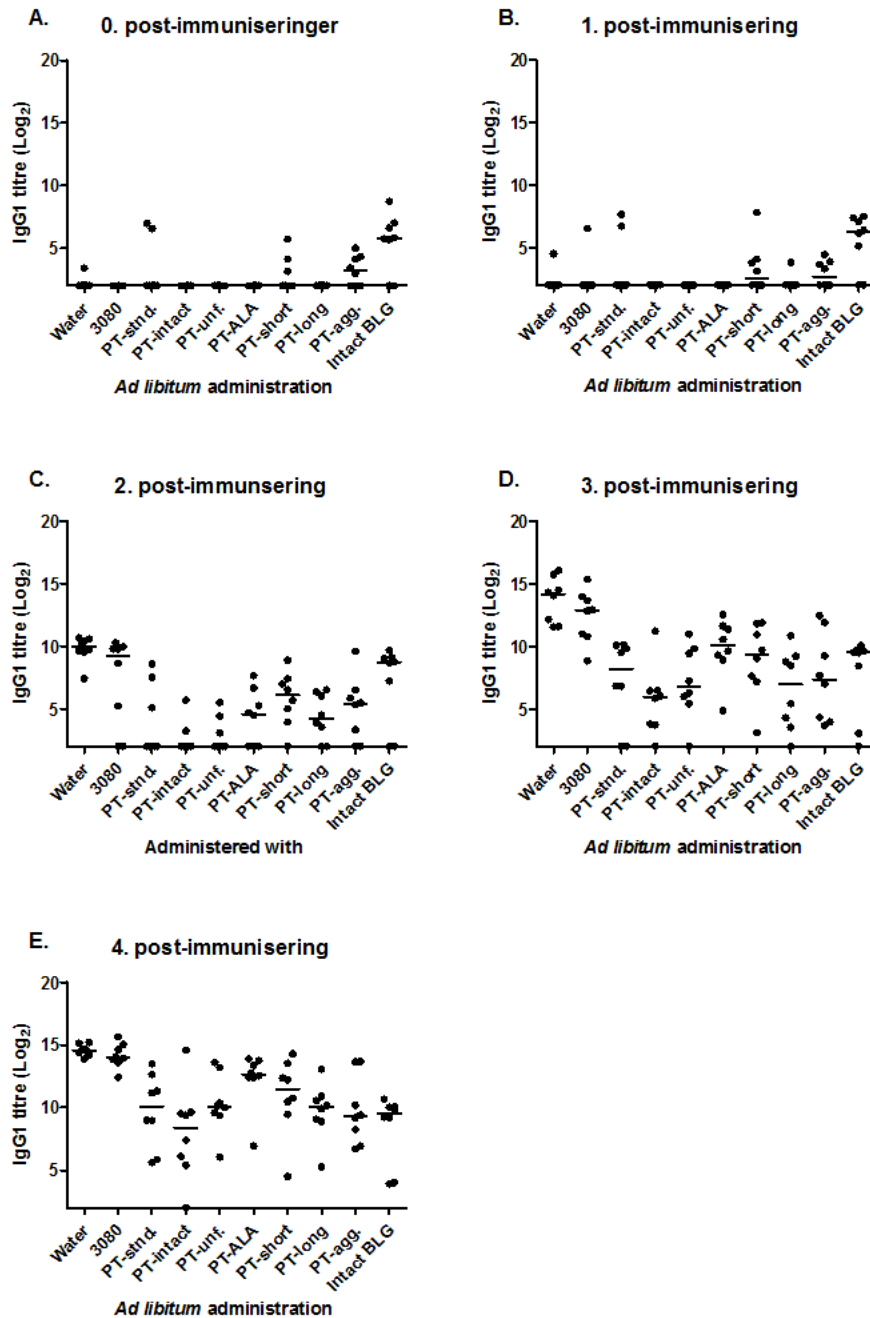 A.
0. post-immuniseringer
IgG1 titre (Log2)
20
15
10
5
Water
3080
PT-stnd.
PT-intact
PT-unf.
PT-ALA
PT-short
PT-long
PT-agg.
Intact BLG
Ad libitum administration
B.
1. post-immunisering
IgG1 titre (Log2)
20
15
10
5
Water
3080
PT-stnd.
PT-intact
PT-unf.
PT-ALA
PT-short
PT-long
PT-agg.
Intact BLG
Ad libitum administration
C.
2. post-immunsering
IgG1 titre (Log2)
20
15
10
5
Water
3080
PT-stnd.
PT-intact
PT-unf.
PT-ALA
PT-short
PT-long
PT-agg.
Intact BLG
Administered with
D.
3. post-immunisering
IgG1 titre (Log2)
20
15
10
5
Water
3080
PT-stnd.
PT-intact
PT-unf.
PT-ALA
PT-short
PT-long
PT-agg.
Intact BLG
Ad libitum administration
E.
4. post-immunisering
IgG1 titre (Log2)
20
15
10
5
Water
3080
PT-stnd.
PT-intact
PT-unf.
PT-ALA
PT-short
PT-long
PT-agg.
Intact BLG
Ad libitum administration